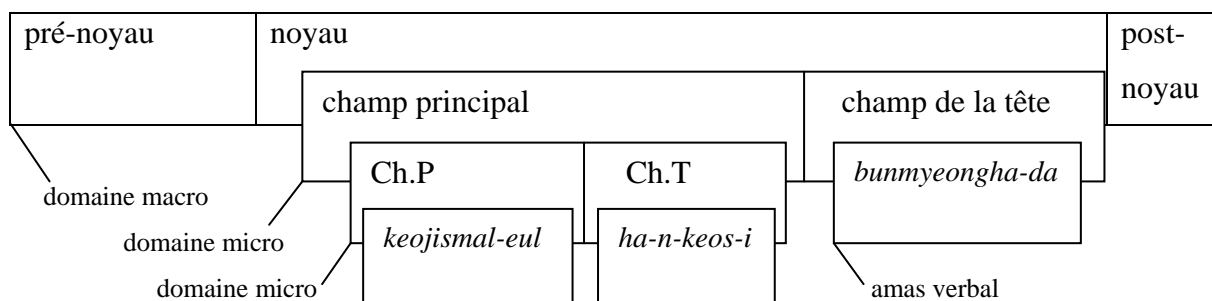 pré-noyau noyau post-
noyau
champ principal champ de la tête
Ch.P Ch.T bunmyeongha-da
domaine macro
keojismal-eul ha-n-keos-i
domaine micro
domaine micro amas verbal